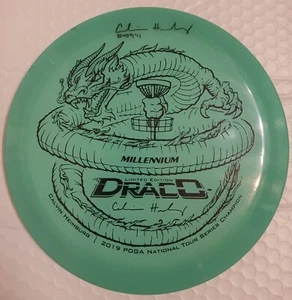 MILLENNIUM
LIMITED EDITION
DRACO
CALVIN HEIMBURG | 2019 PDGA NATIONAL TOUR SERIES CHAMPION